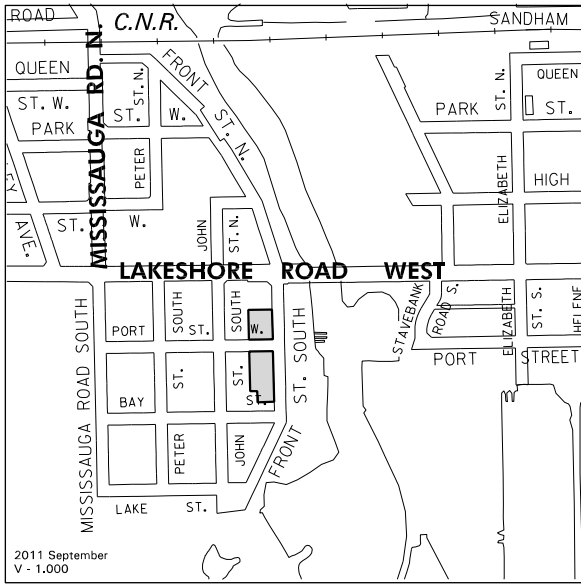 ROAD
C.N.R.
SANDHAM
MISSISSAUGA RD. N.
QUEEN
ST. W.
PARK
ST. W.
ST. N.
PETER
FRONT ST. N.
QUEEN
ST. N.
PARK ST.
ELIZABETH
HIGH
AVE.
ST. W.
JOHN
ST. N.
LAKESHORE ROAD WEST
MISSISSAUGA ROAD SOUTH
PORT ST. W.
SOUTH
SOUTH
ST.
ST.
BAY ST.
PETER
JOHN
FRONT
ST. SOUTH
LAKE ST.
STAVEBANK
ROAD S.
ELIZABETH
ST. S.
HELENE
PORT STREET
2011 September
V - 1.000